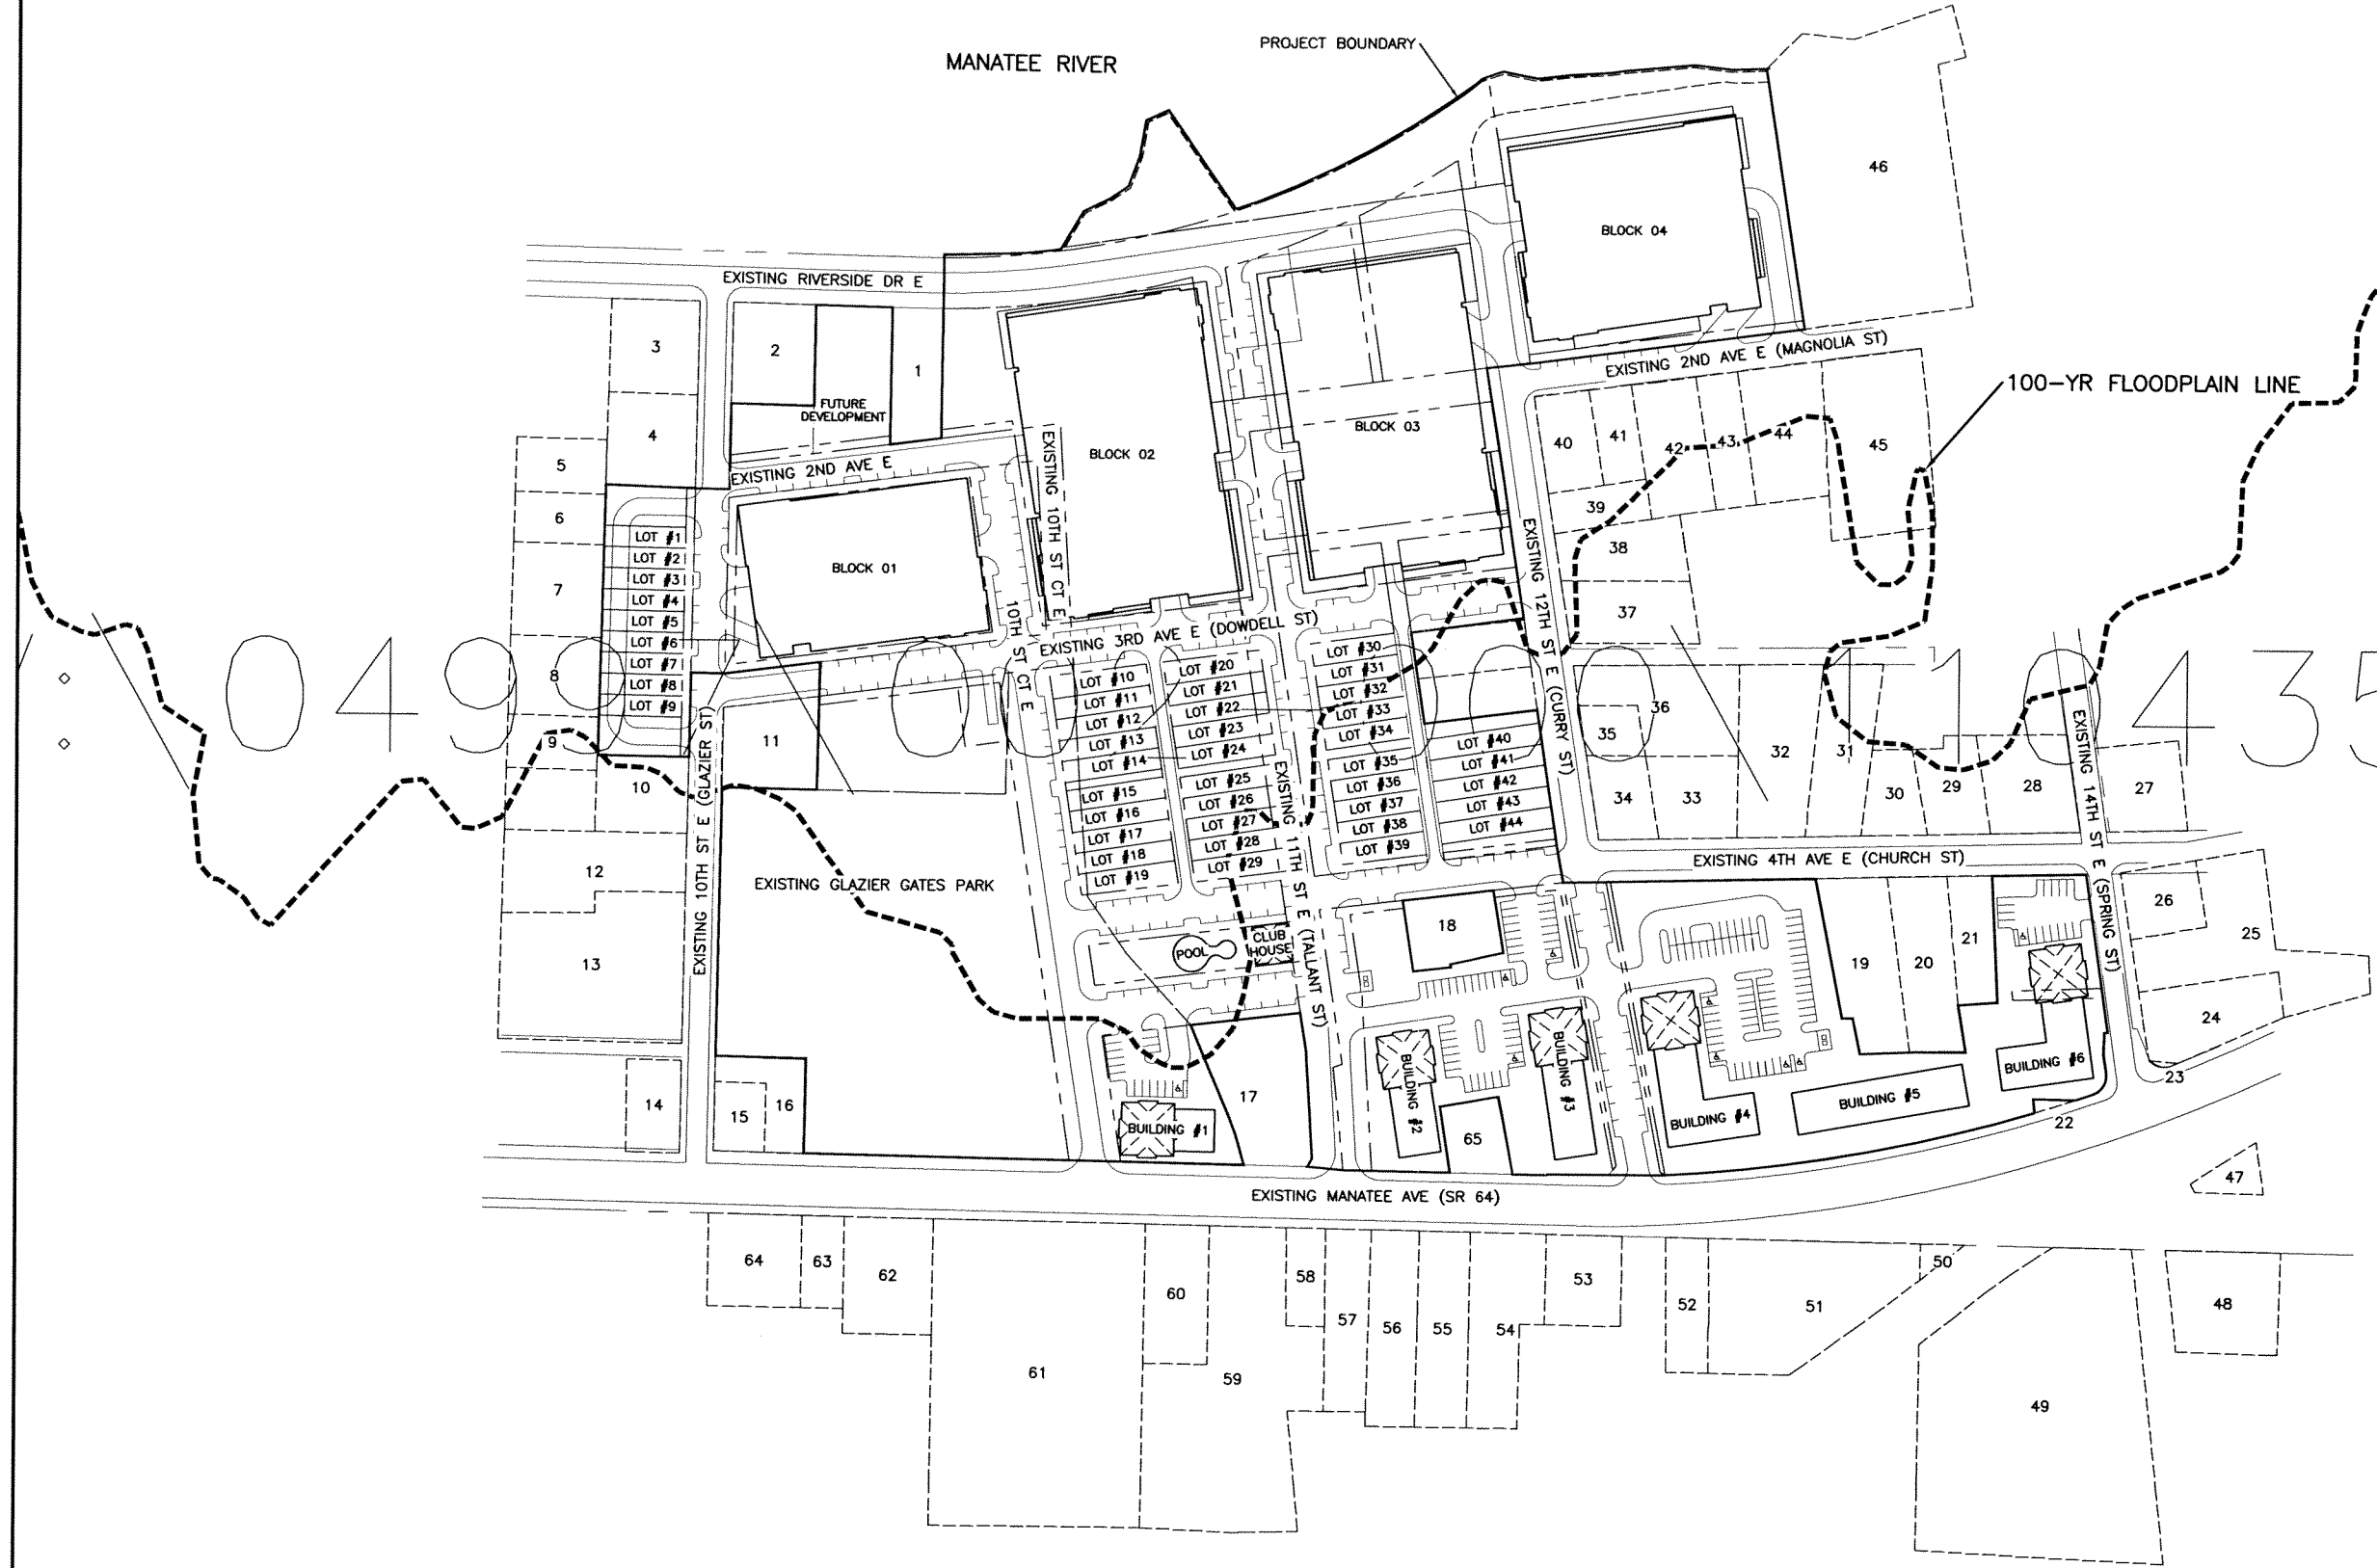 MANATEE RIVER
PROJECT BOUNDARY
46
BLOCK 04
EXISTING RIVERSIDE DR E
3
2
1
FUTURE
DEVELOPMENT
4
5
6
7
8
9
10
EXISTING 2ND AVE E
EXISTING 10TH ST CT E
BLOCK 02
BLOCK 03
EXISTING 2ND AVE E (MAGNOLIA ST)
100-YR FLOODPLAIN LINE
40
41
42
43
44
45
39
38
37
LOT #1
LOT #2
LOT #3
LOT #4
LOT #5
LOT #6
LOT #7
LOT #8
LOT #9
BLOCK 01
10TH ST CT E
EXISTING 3RD AVE E (DOWDELL ST)
EXISTING 12TH ST E (CURRY ST)
11
LOT #10
LOT #11
LOT #12
LOT #13
LOT #14
LOT #15
LOT #16
LOT #17
LOT #18
LOT #19
LOT #20
LOT #21
LOT #22
LOT #23
LOT #24
LOT #25
LOT #26
LOT #27
LOT #28
LOT #29
LOT #30
LOT #31
LOT #32
LOT #33
LOT #34
LOT #35
LOT #36
LOT #37
LOT #38
LOT #39
LOT #40
LOT #41
LOT #42
LOT #43
LOT #44
36
35
34
33
32
31
30
29
28
27
EXISTING 14TH ST E (SPRING ST)
EXISTING 4TH AVE E (CHURCH ST)
EXISTING 10TH ST E (GLAZIER ST)
EXISTING 11TH ST E (TALLANT ST)
12
13
EXISTING GLAZIER GATES PARK
POOL
CLUB
HOUSE
18
19
20
21
26
25
24
23
22
14
15
16
17
BUILDING #1
BUILDING #2
65
BUILDING #3
BUILDING #4
BUILDING #5
BUILDING #6
EXISTING MANATEE AVE (SR 64)
47
64
63
62
61
60
59
58
57
56
55
54
53
52
51
50
49
48